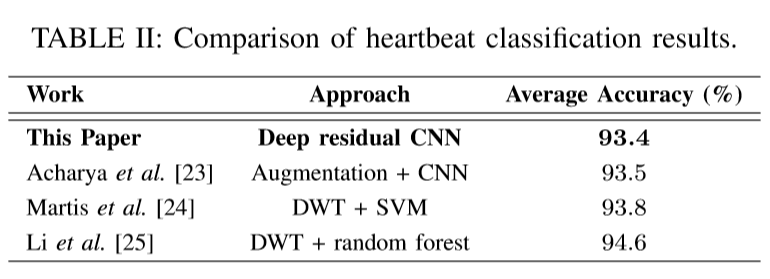 TABLE II: Comparison of heartbeat classification results.
Work Approach Average Accuracy (%)
This Paper Deep residual CNN 93.4
Acharya et al. [23] Augmentation + CNN 93.5
Martis et al. [24] DWT + SVM 93.8
Li et al. [25] DWT + random forest 94.6